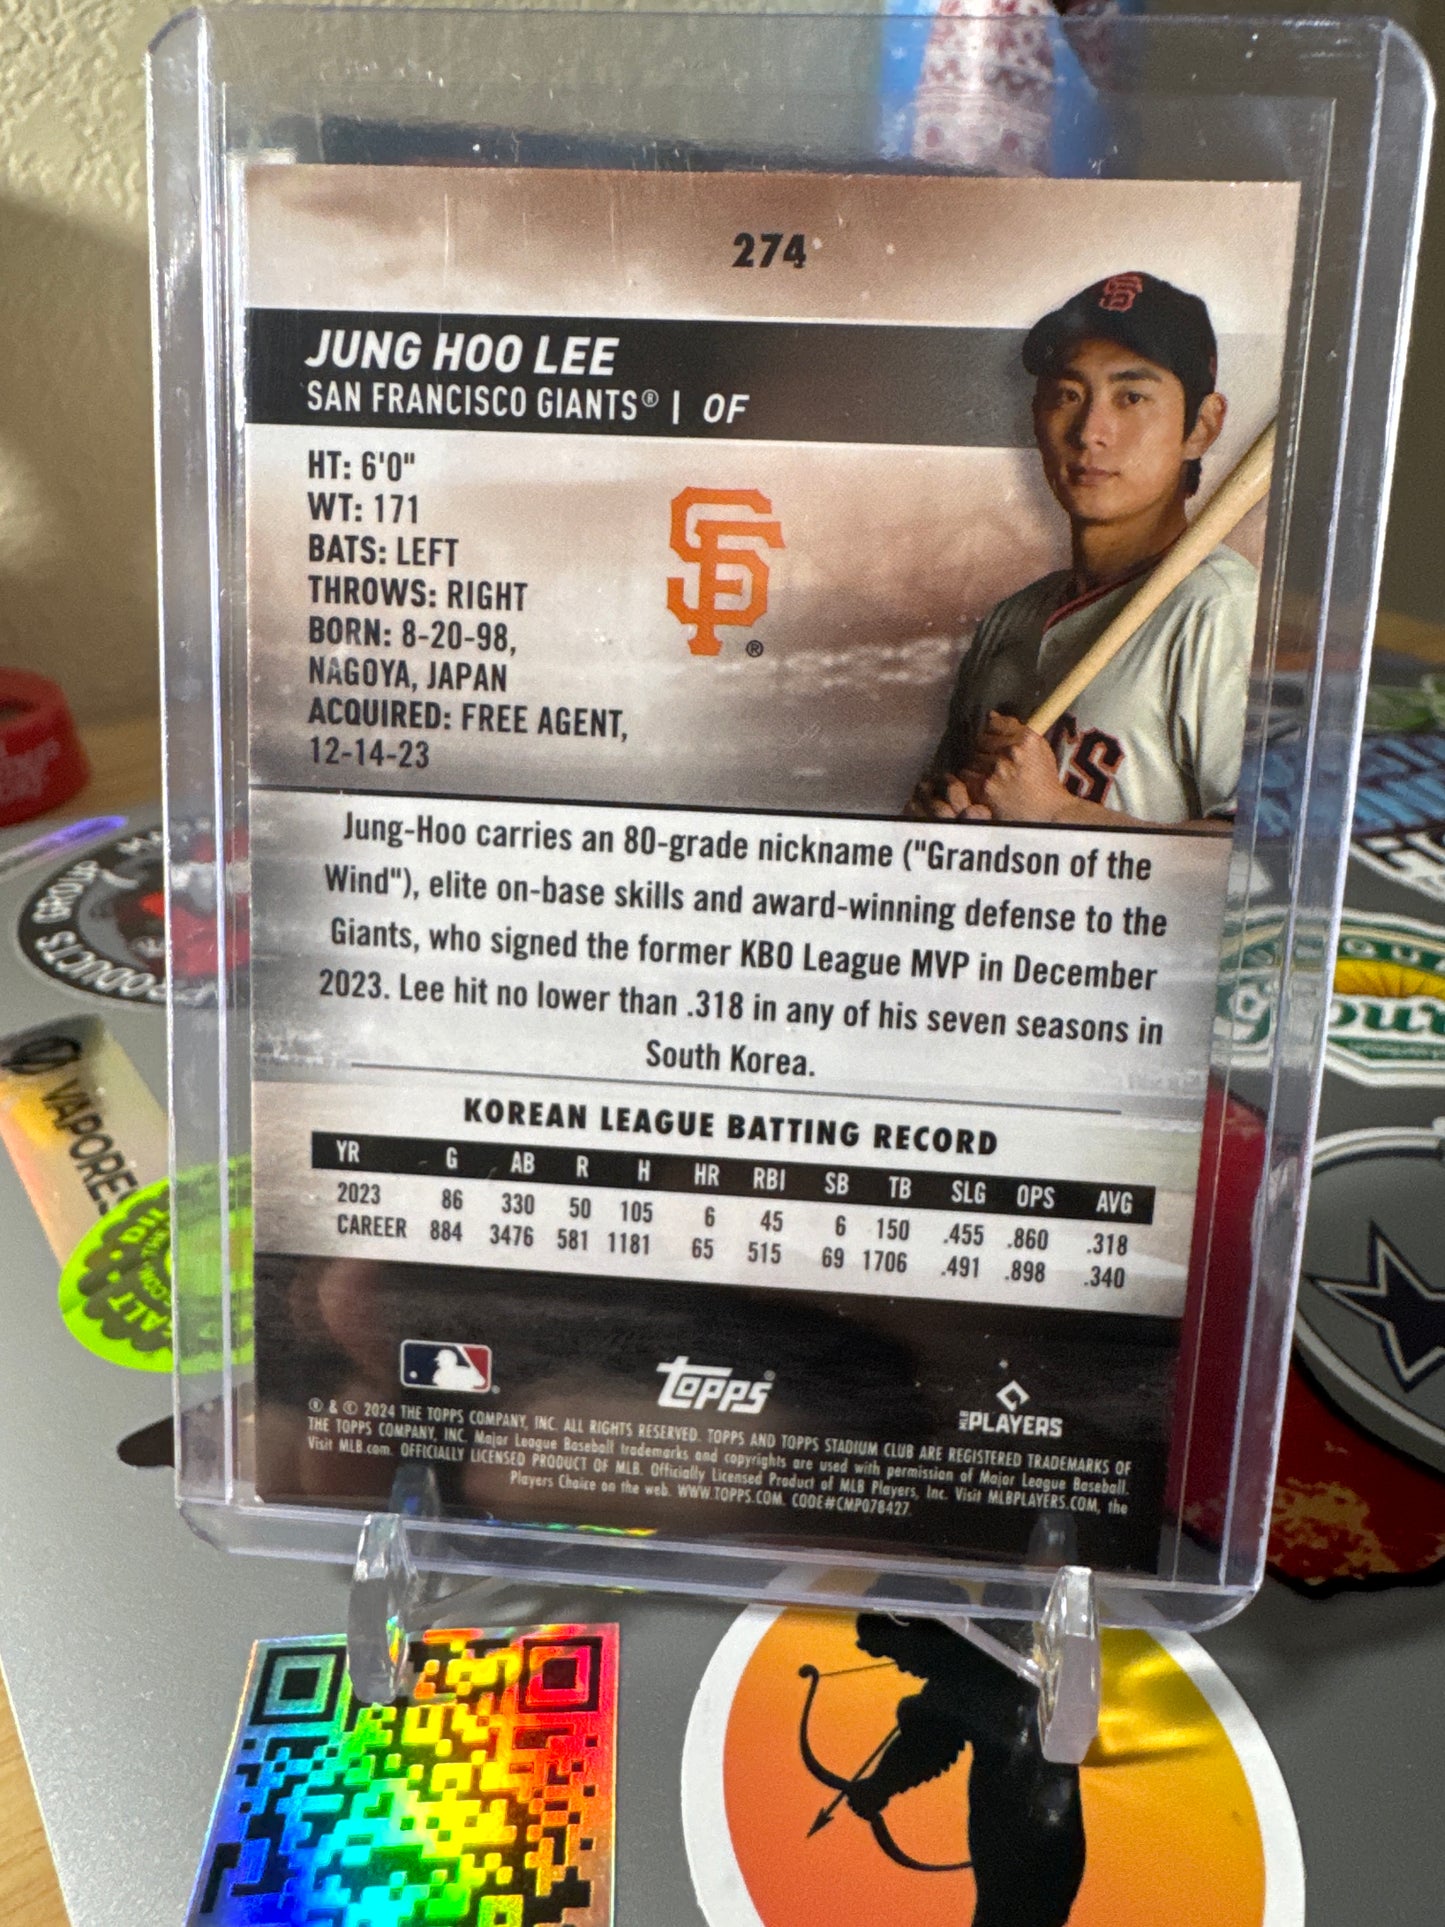 274
JUNG HOO LEE
SAN FRANCISCO GIANTS® | OF
HT: 6'0"
WT: 171
BATS: LEFT
THROWS: RIGHT
BORN: 8-20-98,
NAGOYA, JAPAN
ACQUIRED: FREE AGENT,
12-14-23
SF
®
GIANTS
Jung-Hoo carries an 80-grade nickname ("Grandson of the
Wind"), elite on-base skills and award-winning defense to the
Giants, who signed the former KBO League MVP in December
2023. Lee hit no lower than .318 in any of his seven seasons in
South Korea.
KOREAN LEAGUE BATTING RECORD
YR G AB R H HR RBI SB TB SLG OPS AVG
2023 86 330 50 105 6 45 6 150 .455 .860 .318
CAREER 884 3476 581 1181 65 515 69 1706 .491 .898 .340
topps®
MLB PLAYERS
® & © 2024 THE TOPPS COMPANY, INC. ALL RIGHTS RESERVED. TOPPS AND TOPPS STADIUM CLUB ARE REGISTERED TRADEMARKS OF
THE TOPPS COMPANY, INC. Major League Baseball trademarks and copyrights are used with permission of Major League Baseball.
Visit MLB.com. OFFICIALLY LICENSED PRODUCT OF MLB. Officially Licensed Product of MLB Players, Inc. Visit MLBPLAYERS.COM, the
Players Choice on the web. WWW.TOPPS.COM. CODE#CMP078427.
GROUP
PRODUCTS